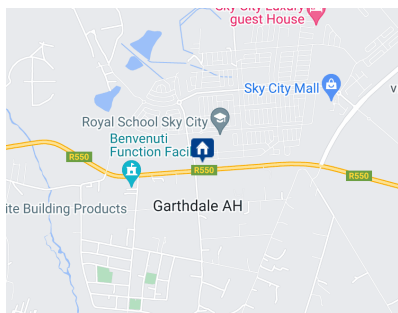 Sky City Luxury
guest House
Sky City Mall
V
Royal School Sky City
Benvenuti
Function Facil
R550
R550
R550
ite Building Products
Garthdale AH